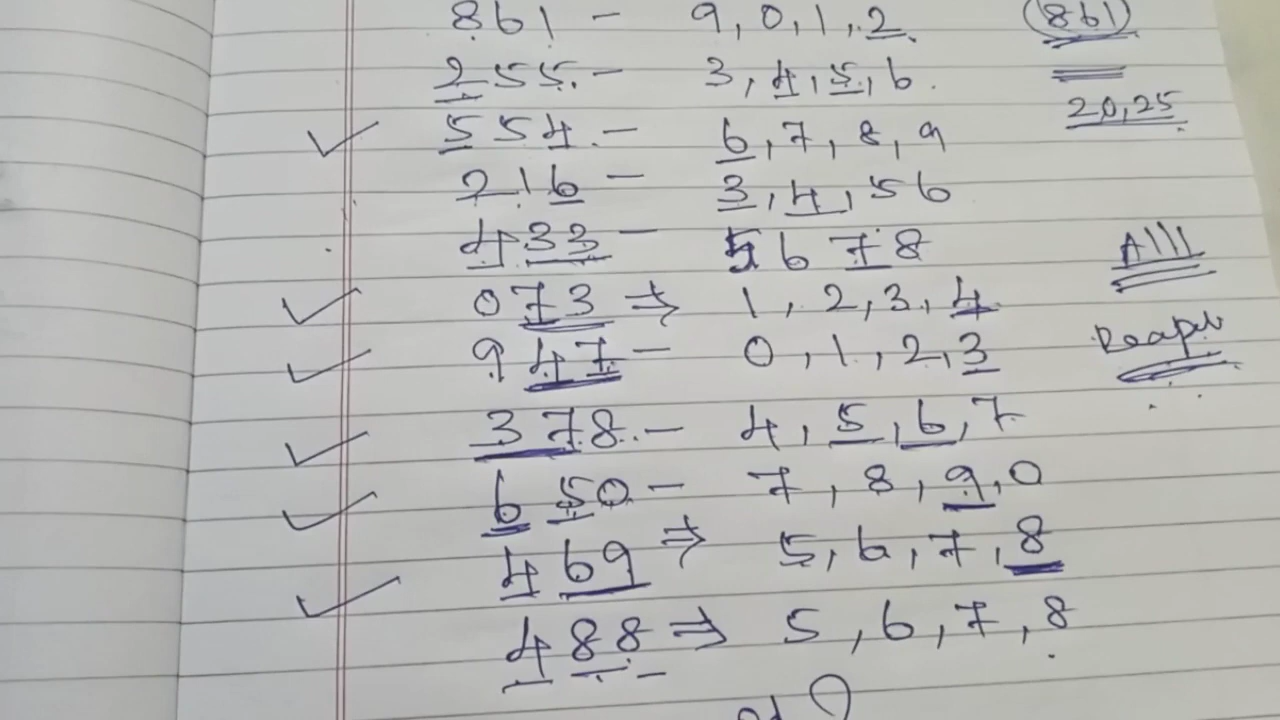 861 - 9, 0, 1, 2. (861)
255. - 3, 4, 5, 6.
20,25
554. - 6, 7, 8, 9
216 - 3, 4, 5 6
433 - 5 6 7 8
A111
073 ⇒ 1, 2, 3, 4
947 - 0, 1, 2, 3
378. - 4, 5, 6, 7
650 - 7, 8, 9, 0
469 ⇒ 5, 6, 7, 8
488 ⇒ 5, 6, 7, 8